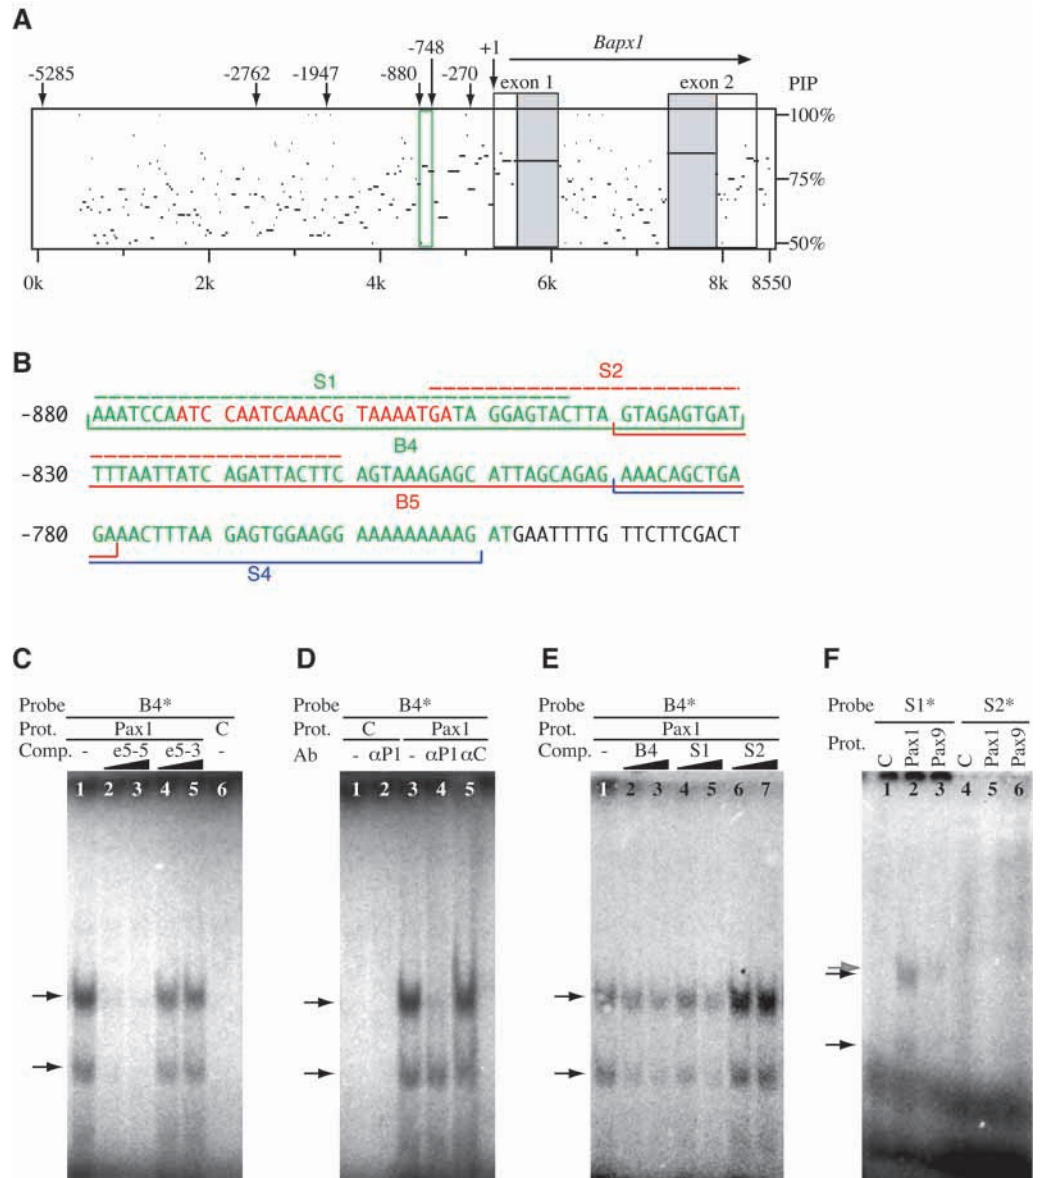 A
-748
+1
Bapx1
-5285
-2762
-1947
-880
-270
exon 1
exon 2
PIP
100%
75%
50%
0k
2k
4k
6k
8k
8550
B
S1
S2
-880 AAATCCAATC CCAATCAAACG TAAAATGATA GGAGTACTTA GTAGAGTGAT
B4
-830 TTTAATTATC AGATTACTTC AGTAAAGAGC ATTAGCAGAG AAACAGCTGA
B5
-780 GAAACTTTAA GAGTGGAAGG AAAAAAAAAG ATGAATTTTG TTCTTCGACT
S4
C
Probe B4*
Prot. Pax1 C
Comp. - e5-5 e5-3 -
1 2 3 4 5 6
D
B4*
C Pax1
Ab - αP1 - αP1 αC
1 2 3 4 5
E
Probe B4*
Prot. Pax1
Comp. - B4 S1 S2
1 2 3 4 5 6 7
F
Probe S1* S2*
Prot. C Pax1 Pax9 C Pax1 Pax9
1 2 3 4 5 6